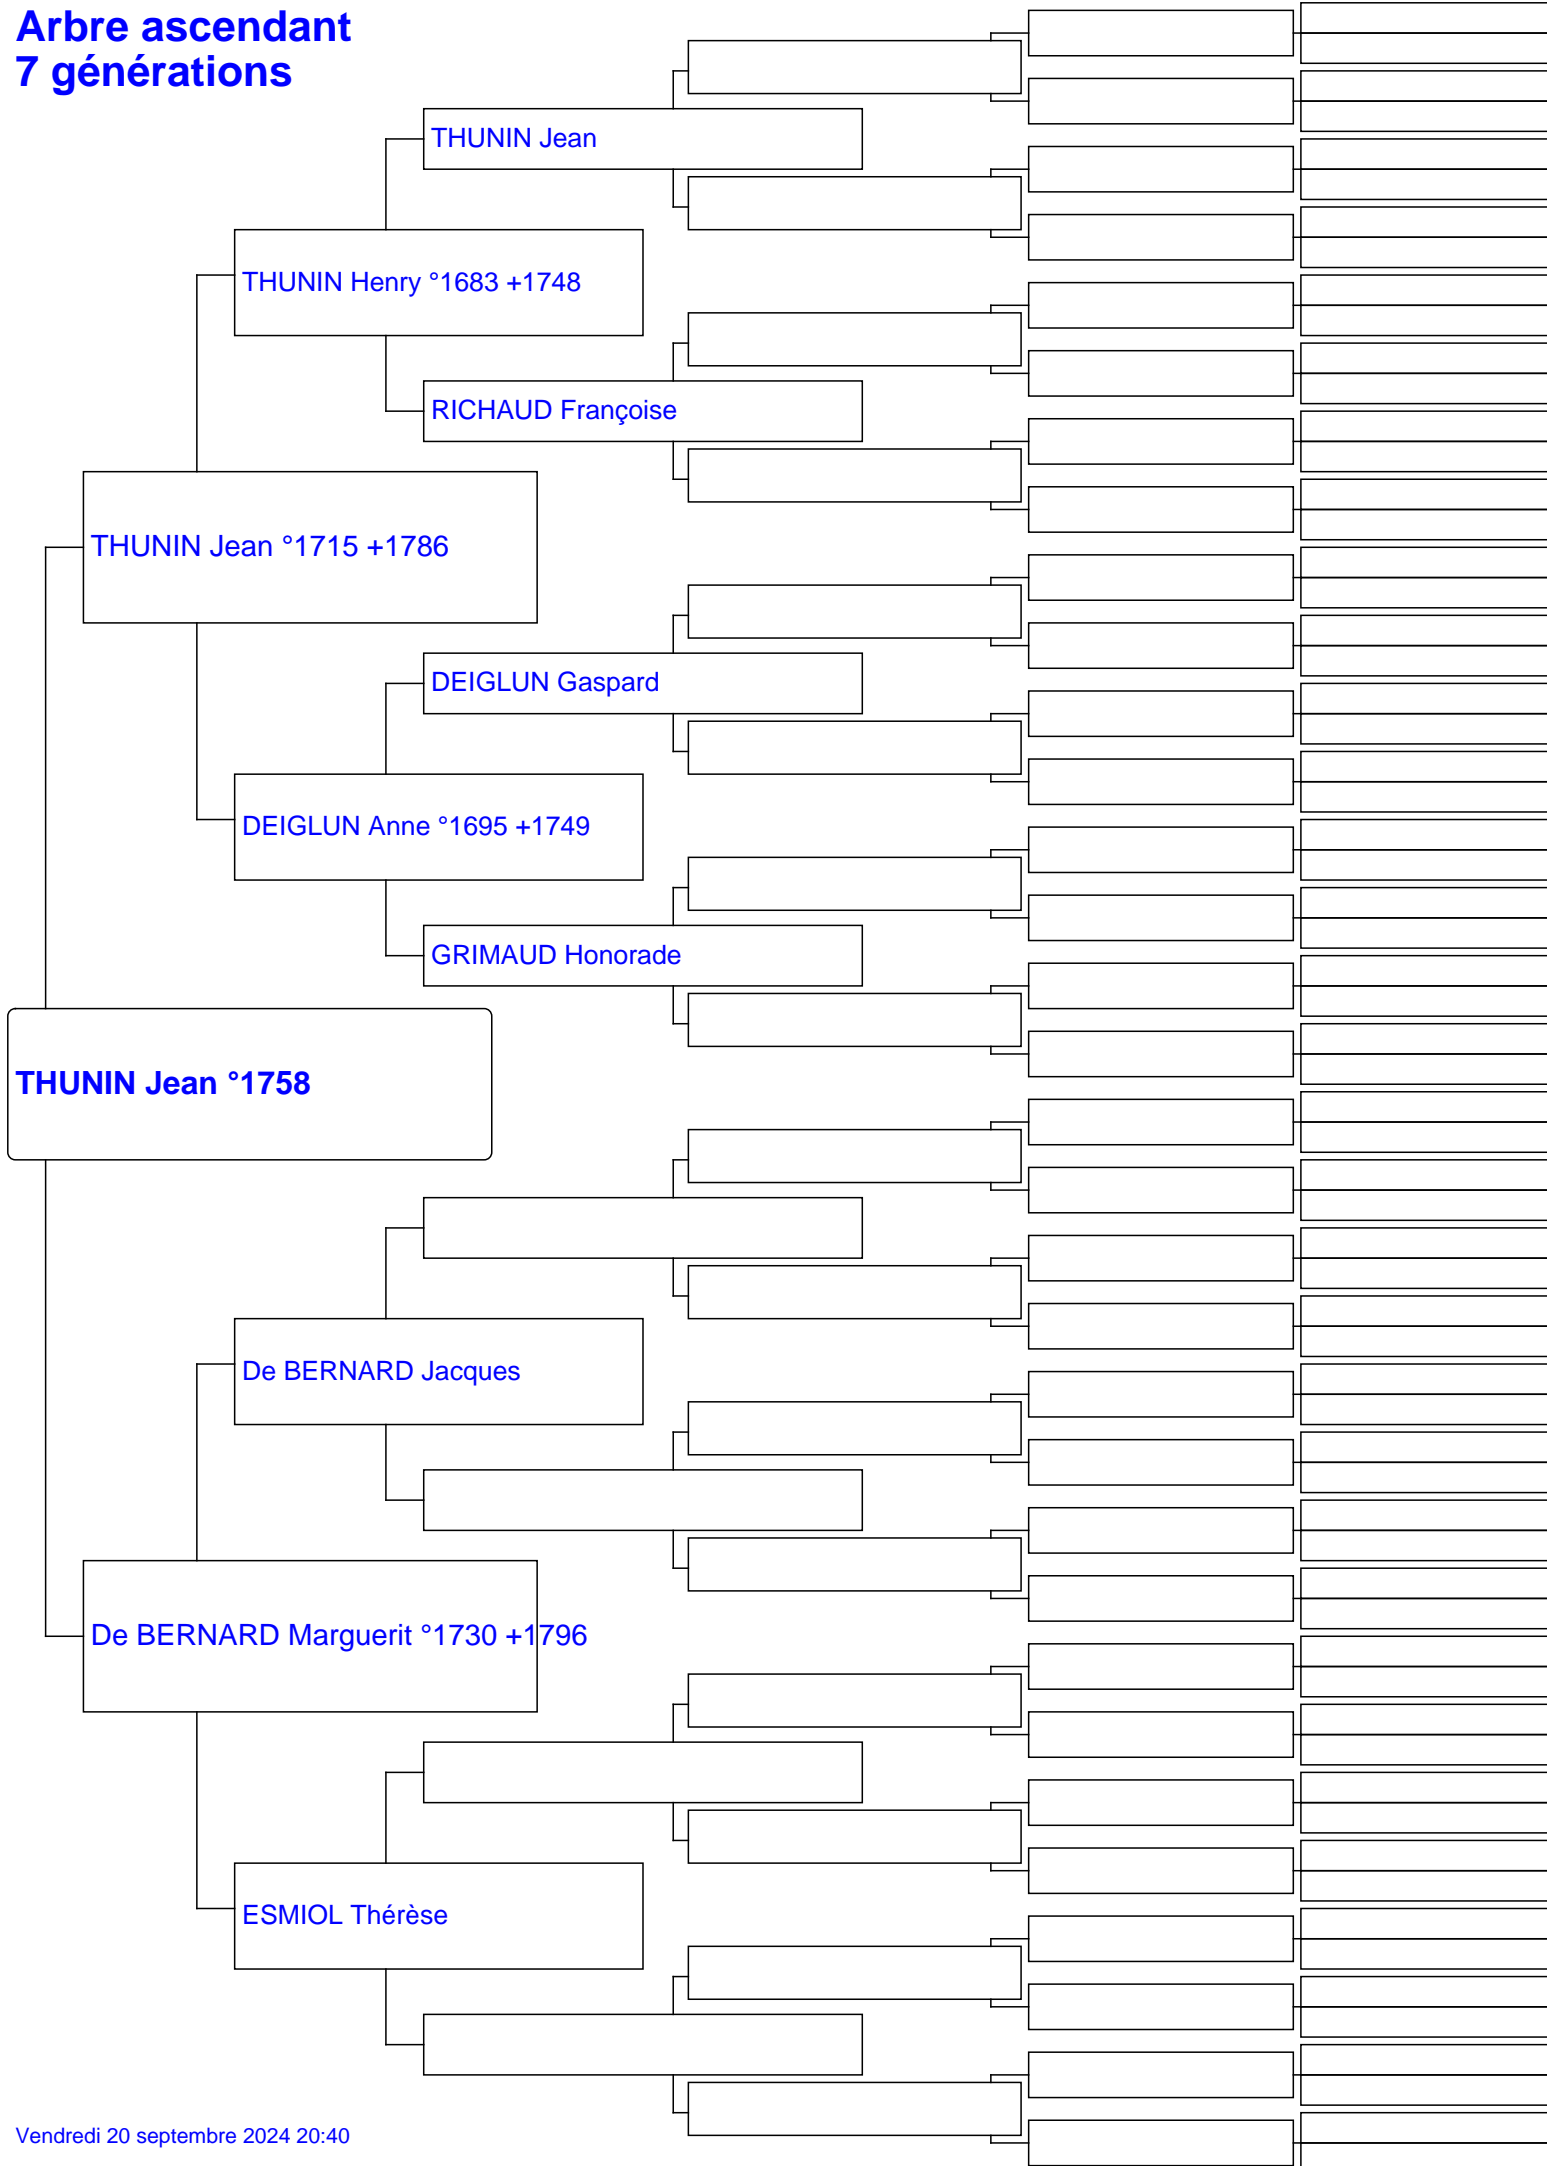 Arbre ascendant
7 générations
THUNIN Jean
THUNIN Henry °1683 +1748
RICHAUD Françoise
THUNIN Jean °1715 +1786
DEIGLUN Gaspard
DEIGLUN Anne °1695 +1749
GRIMAUD Honorade
THUNIN Jean °1758
De BERNARD Jacques
De BERNARD Marguerit °1730 +1796
ESMIOL Thérèse
Vendredi 20 septembre 2024 20:40